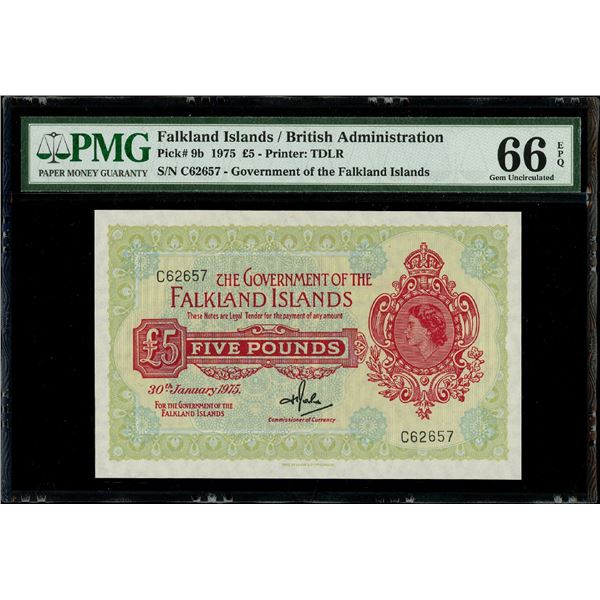 PMG
PAPER MONEY GUARANTY
Falkland Islands / British Administration
Pick# 9b 1975 £5 - Printer: TDLR
S/N C62657 - Government of the Falkland Islands
66 EPQ
Gem Uncirculated
C62657
THE GOVERNMENT OF THE
FALKLAND ISLANDS
These Notes are Legal Tender for the payment of any amount
£5 FIVE POUNDS
30th January 1975.
FOR THE GOVERNMENT OF THE
FALKLAND ISLANDS
Commissioner of Currency
C62657